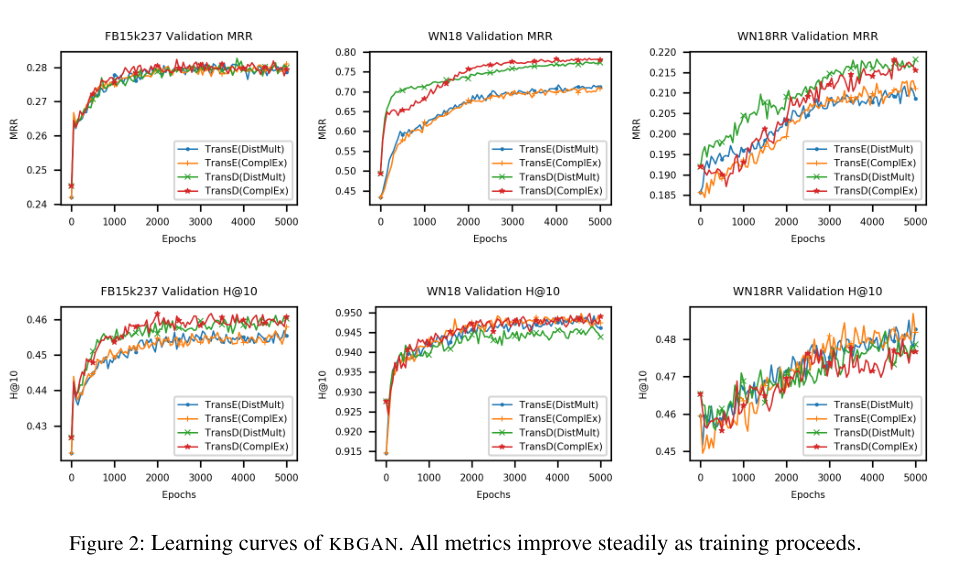 FB15k237 Validation MRR
MRR
0.28
0.27
0.26
0.25
0.24
TransE(DistMult)
TransE(ComplEx)
TransD(DistMult)
TransD(ComplEx)
0 1000 2000 3000 4000 5000
Epochs
WN18 Validation MRR
MRR
0.80
0.75
0.70
0.65
0.60
0.55
0.50
0.45
TransE(DistMult)
TransE(ComplEx)
TransD(DistMult)
TransD(ComplEx)
0 1000 2000 3000 4000 5000
Epochs
WN18RR Validation MRR
MRR
0.220
0.215
0.210
0.205
0.200
0.195
0.190
0.185
TransE(DistMult)
TransE(ComplEx)
TransD(DistMult)
TransD(ComplEx)
0 1000 2000 3000 4000 5000
Epochs
FB15k237 Validation H@10
H@10
0.46
0.45
0.44
0.43
TransE(DistMult)
TransE(ComplEx)
TransD(DistMult)
TransD(ComplEx)
0 1000 2000 3000 4000 5000
Epochs
WN18 Validation H@10
H@10
0.950
0.945
0.940
0.935
0.930
0.925
0.920
0.915
TransE(DistMult)
TransE(ComplEx)
TransD(DistMult)
TransD(ComplEx)
0 1000 2000 3000 4000 5000
Epochs
WN18RR Validation H@10
H@10
0.48
0.47
0.46
0.45
TransE(DistMult)
TransE(ComplEx)
TransD(DistMult)
TransD(ComplEx)
0 1000 2000 3000 4000 5000
Epochs
Figure 2: Learning curves of KBGAN. All metrics improve steadily as training proceeds.